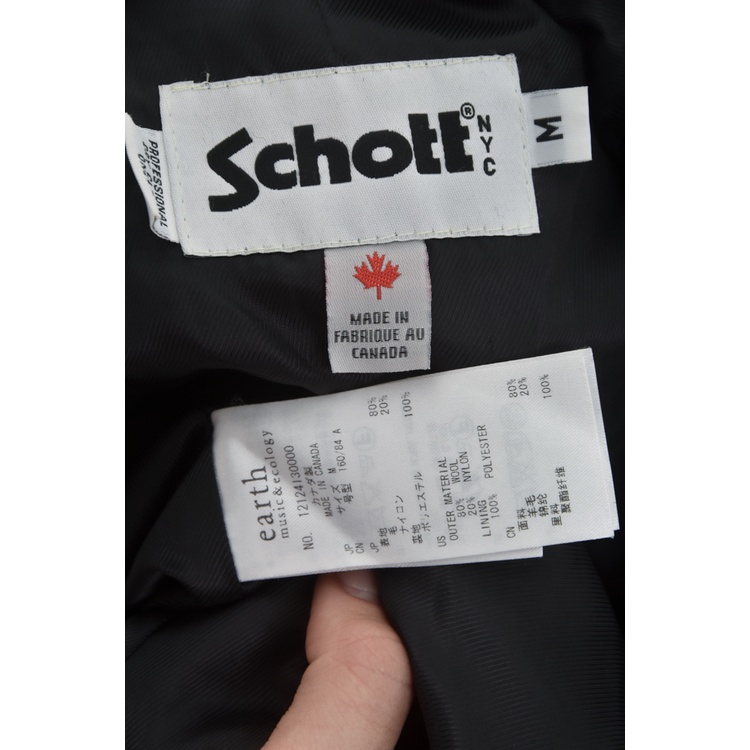 Schott®
NYC
M
PROFESSIONAL
MADE IN
FABRIQUE AU
CANADA
earth
music&ecology
NO. 12124130000
JP カナダ製
MADE IN CANADA
サイズ M
CN 号型 160/84 A
JP 表地
毛 80%
ナイロン 20%
裏地
ポリエステル 100%
US
OUTER MATERIAL
80% WOOL
20% NYLON
LINING
100% POLYESTER
CN
面料
羊毛 80%
锦纶 20%
里料
聚酯纤维 100%